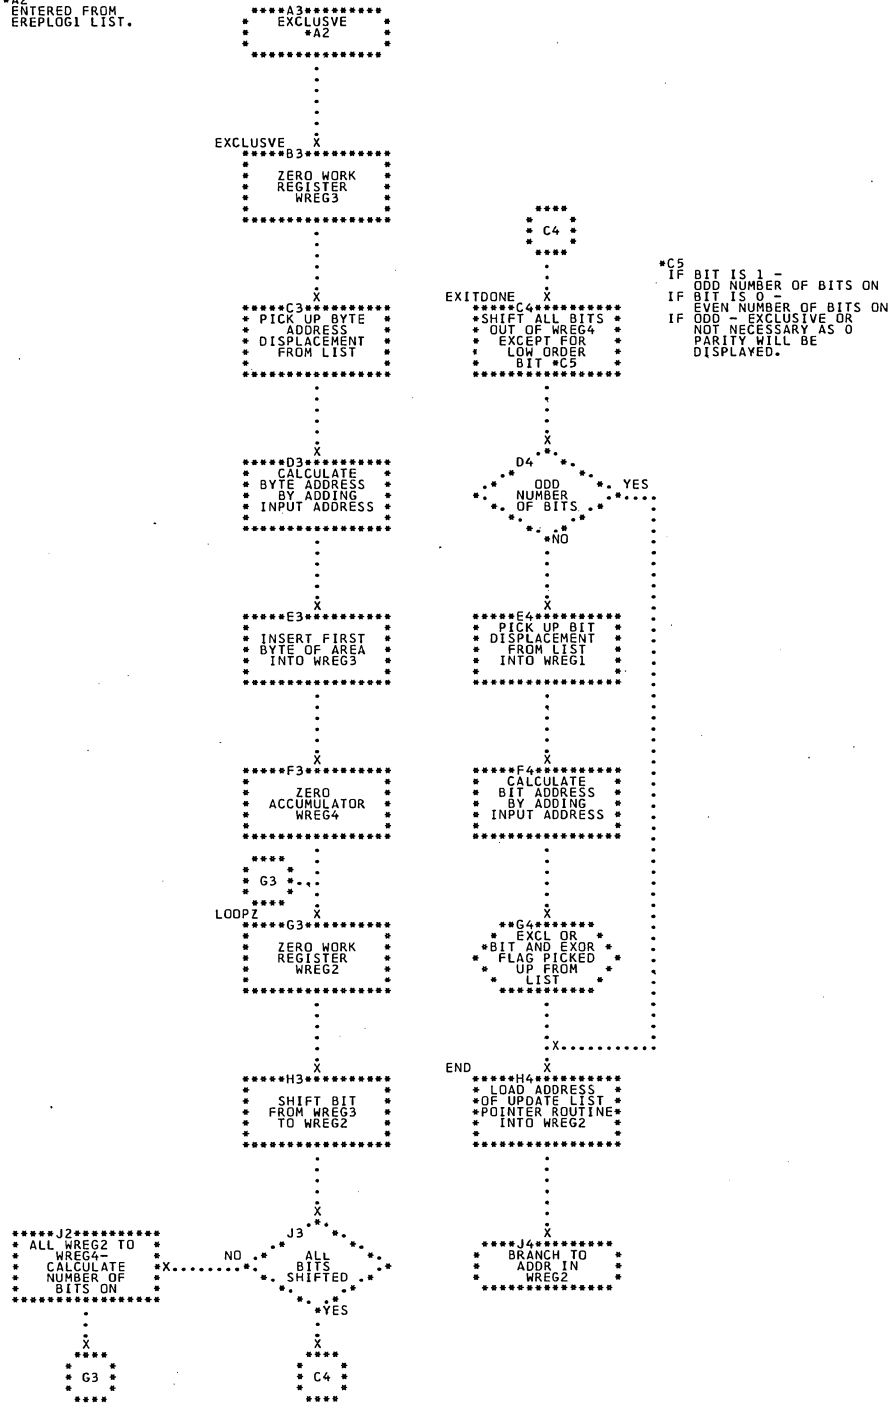 *A2
ENTERED FROM
EREPLOG1 LIST.
****A3*********
EXCLUSVE
*A2
EXCLUSVE
*****B3**********
ZERO WORK
REGISTER
WREG3
*****C3**********
PICK UP BYTE
ADDRESS
DISPLACEMENT
FROM LIST
*****D3**********
CALCULATE
BYTE ADDRESS
BY ADDING
INPUT ADDRESS
*****E3**********
INSERT FIRST
BYTE OF AREA
INTO WREG3
*****F3**********
ZERO
ACCUMULATOR
WREG4
G3
LOOPZ
*****G3**********
ZERO WORK
REGISTER
WREG2
*****H3**********
SHIFT BIT
FROM WREG3
TO WREG2
J3
ALL
BITS
SHIFTED
NO
*YES
*****J2**********
ALL WREG2 TO
WREG4-
CALCULATE
NUMBER OF
BITS ON
G3
C4
C4
EXITDONE
*****C4**********
*SHIFT ALL BITS
OUT OF WREG4
EXCEPT FOR
LOW ORDER
BIT *C5
*C5
IF BIT IS 1 -
ODD NUMBER OF BITS ON
IF BIT IS 0 -
EVEN NUMBER OF BITS ON
IF ODD - EXCLUSIVE OR
NOT NECESSARY AS O
PARITY WILL BE
DISPLAYED.
D4
ODD
NUMBER
OF BITS
YES
*NO
*****E4**********
PICK UP BIT
DISPLACEMENT
FROM LIST
INTO WREG1
*****F4**********
CALCULATE
BIT ADDRESS
BY ADDING
INPUT ADDRESS
**G4*******
EXCL OR
*BIT AND EXOR
FLAG PICKED
UP FROM
LIST
END
*****H4**********
LOAD ADDRESS
*OF UPDATE LIST *
*POINTER ROUTINE*
INTO WREG2
****J4*********
BRANCH TO
ADDR IN
WREG2